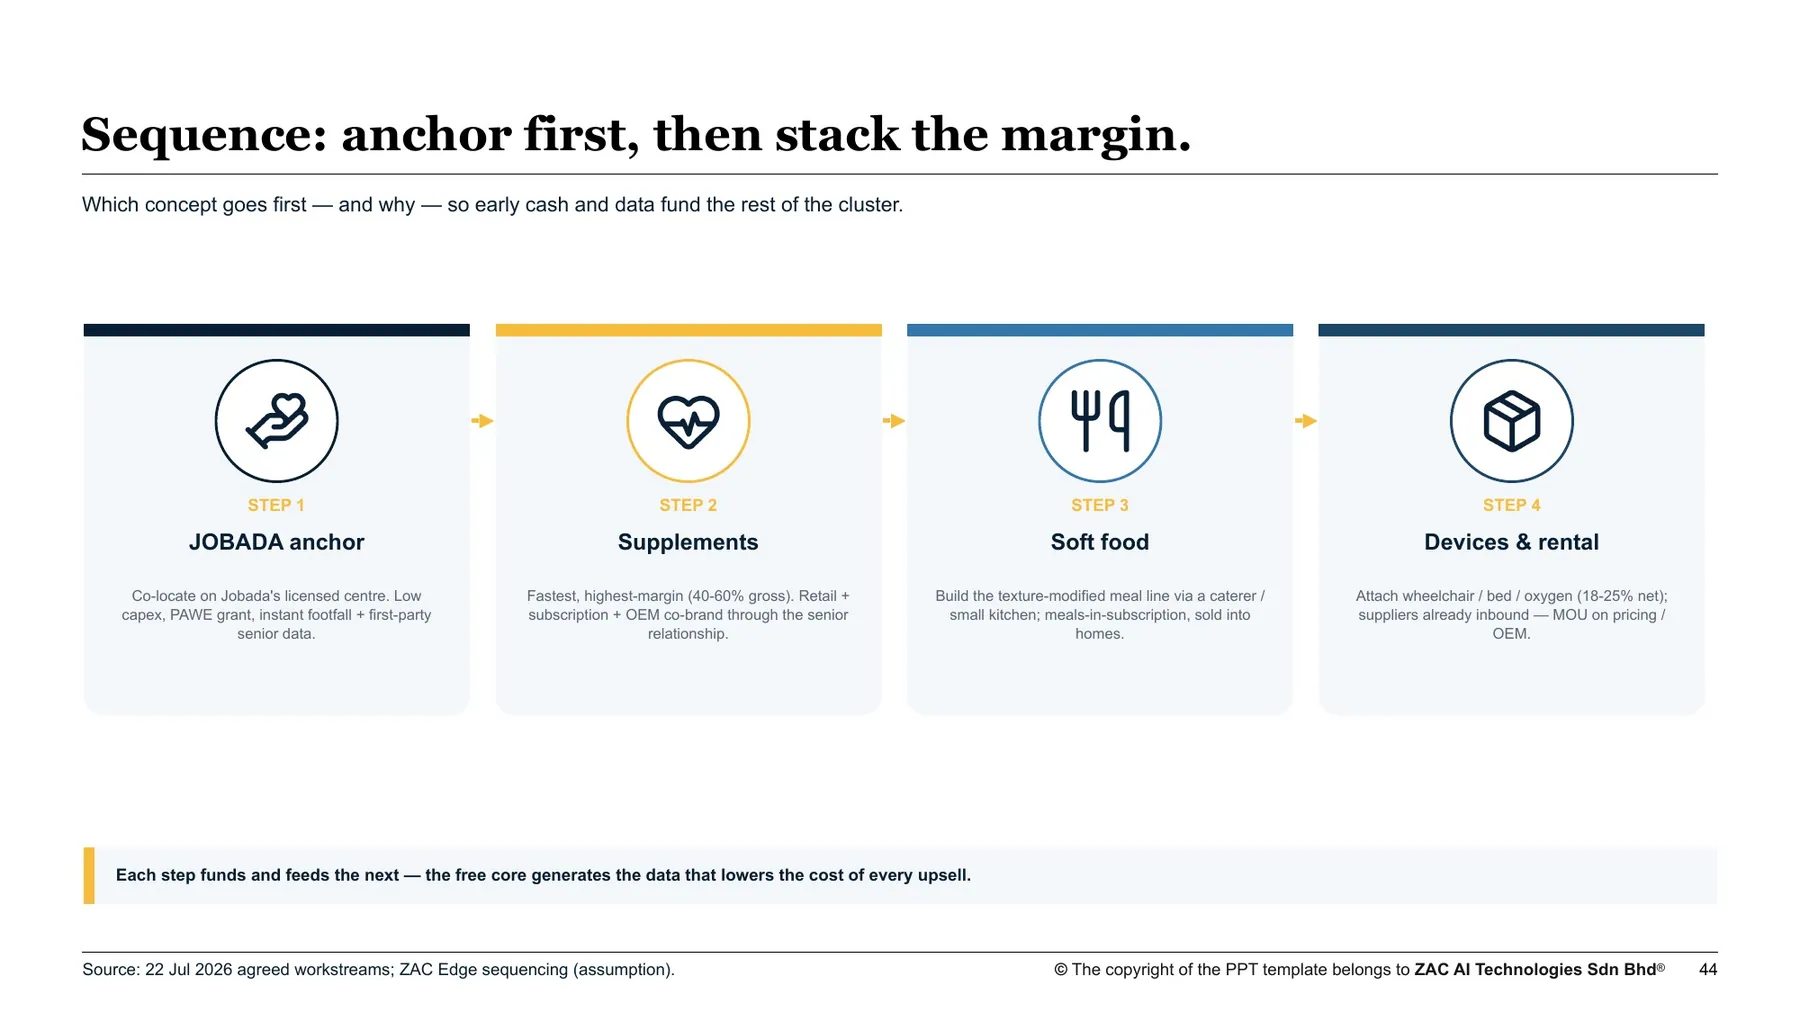 Sequence: anchor first, then stack the margin.
Which concept goes first — and why — so early cash and data fund the rest of the cluster.
STEP 1
JOBADA anchor
Co-locate on Jobada's licensed centre. Low
capex, PAWE grant, instant footfall + first-party
senior data.
STEP 2
Supplements
Fastest, highest-margin (40-60% gross). Retail +
subscription + OEM co-brand through the senior
relationship.
STEP 3
Soft food
Build the texture-modified meal line via a caterer /
small kitchen; meals-in-subscription, sold into
homes.
STEP 4
Devices & rental
Attach wheelchair / bed / oxygen (18-25% net);
suppliers already inbound — MOU on pricing /
OEM.
Each step funds and feeds the next — the free core generates the data that lowers the cost of every upsell.
Source: 22 Jul 2026 agreed workstreams; ZAC Edge sequencing (assumption).
© The copyright of the PPT template belongs to ZAC AI Technologies Sdn Bhd®
44